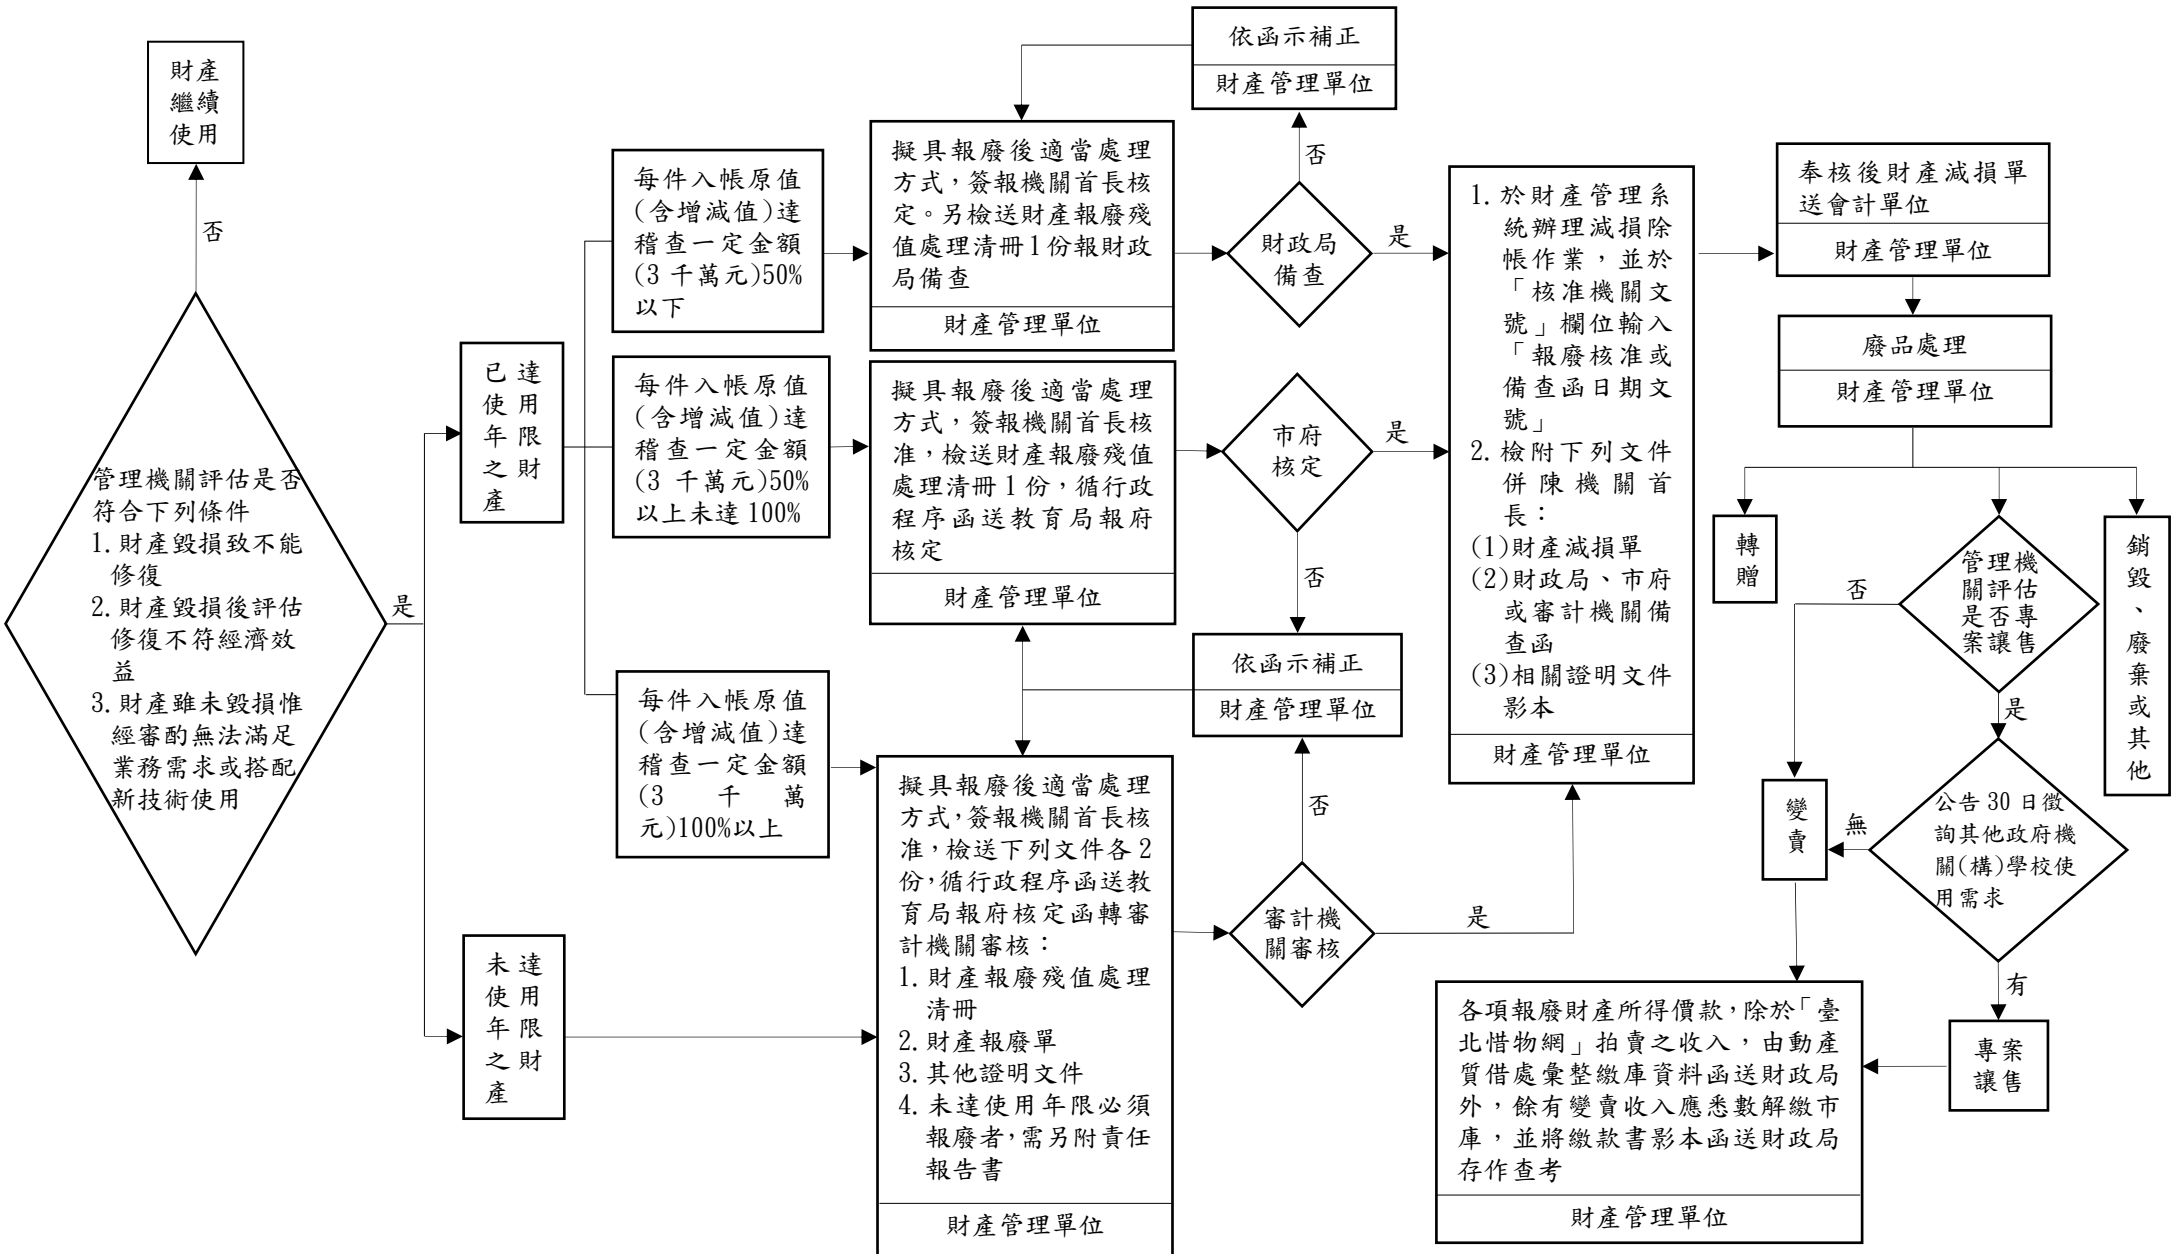 財產
繼續
使用
否
管理機關評估是否
符合下列條件
1.財產毀損致不能
修復
2.財產毀損後評估
修復不符經濟效
益
3.財產雖未毀損惟
經審酌無法滿足
業務需求或搭配
新技術使用
是
已達
使用
年限
之財
產
未達
使用
年限
之財
產
每件入帳原值
(含增減值)達
稽查一定金額
(3 千萬元)50%
以下
每件入帳原值
(含增減值)達
稽查一定金額
(3 千萬元)50%
以上未達 100%
每件入帳原值
(含增減值)達
稽查一定金額
(3 千萬
元)100%以上
擬具報廢後適當處理
方式,簽報機關首長核
定。另檢送財產報廢殘
值處理清冊1份報財政
局備查
財產管理單位
擬具報廢後適當處理
方式,簽報機關首長核
准,檢送財產報廢殘值
處理清冊1份,循行政
程序函送教育局報府
核定
財產管理單位
擬具報廢後適當處理
方式,簽報機關首長核
准,檢送下列文件各2
份,循行政程序函送教
育局報府核定函轉審
計機關審核：
1.財產報廢殘值處理
清冊
2.財產報廢單
3.其他證明文件
4.未達使用年限必須
報廢者,需另附責任
報告書
財產管理單位
依函示補正
財產管理單位
否
財政局
備查
是
市府
核定
是
否
依函示補正
財產管理單位
否
審計機
關審核
是
1.於財產管理系
統辦理減損除
帳作業，並於
「核准機關文
號」欄位輸入
「報廢核准或
備查函日期文
號」
2.檢附下列文件
併陳機關首
長：
(1)財產減損單
(2)財政局、市府
或審計機關備
查函
(3)相關證明文件
影本
財產管理單位
奉核後財產減損單
送會計單位
財產管理單位
廢品處理
財產管理單位
轉
贈
管理機
關評估
是否專
案讓售
否
是
銷
毀
、
廢
棄
或
其
他
變
賣
無
公告 30 日徵
詢其他政府機
關(構)學校使
用需求
有
專案
讓售
各項報廢財產所得價款,除於「臺
北惜物網」拍賣之收入，由動產
質借處彙整繳庫資料函送財政局
外，餘有變賣收入應悉數解繳市
庫，並將繳款書影本函送財政局
存作查考
財產管理單位